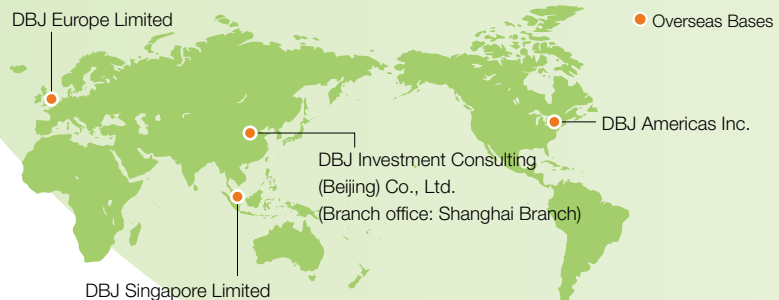 DBJ Europe Limited
Overseas Bases
DBJ Americas Inc.
DBJ Investment Consulting
(Beijing) Co., Ltd.
(Branch office: Shanghai Branch)
DBJ Singapore Limited